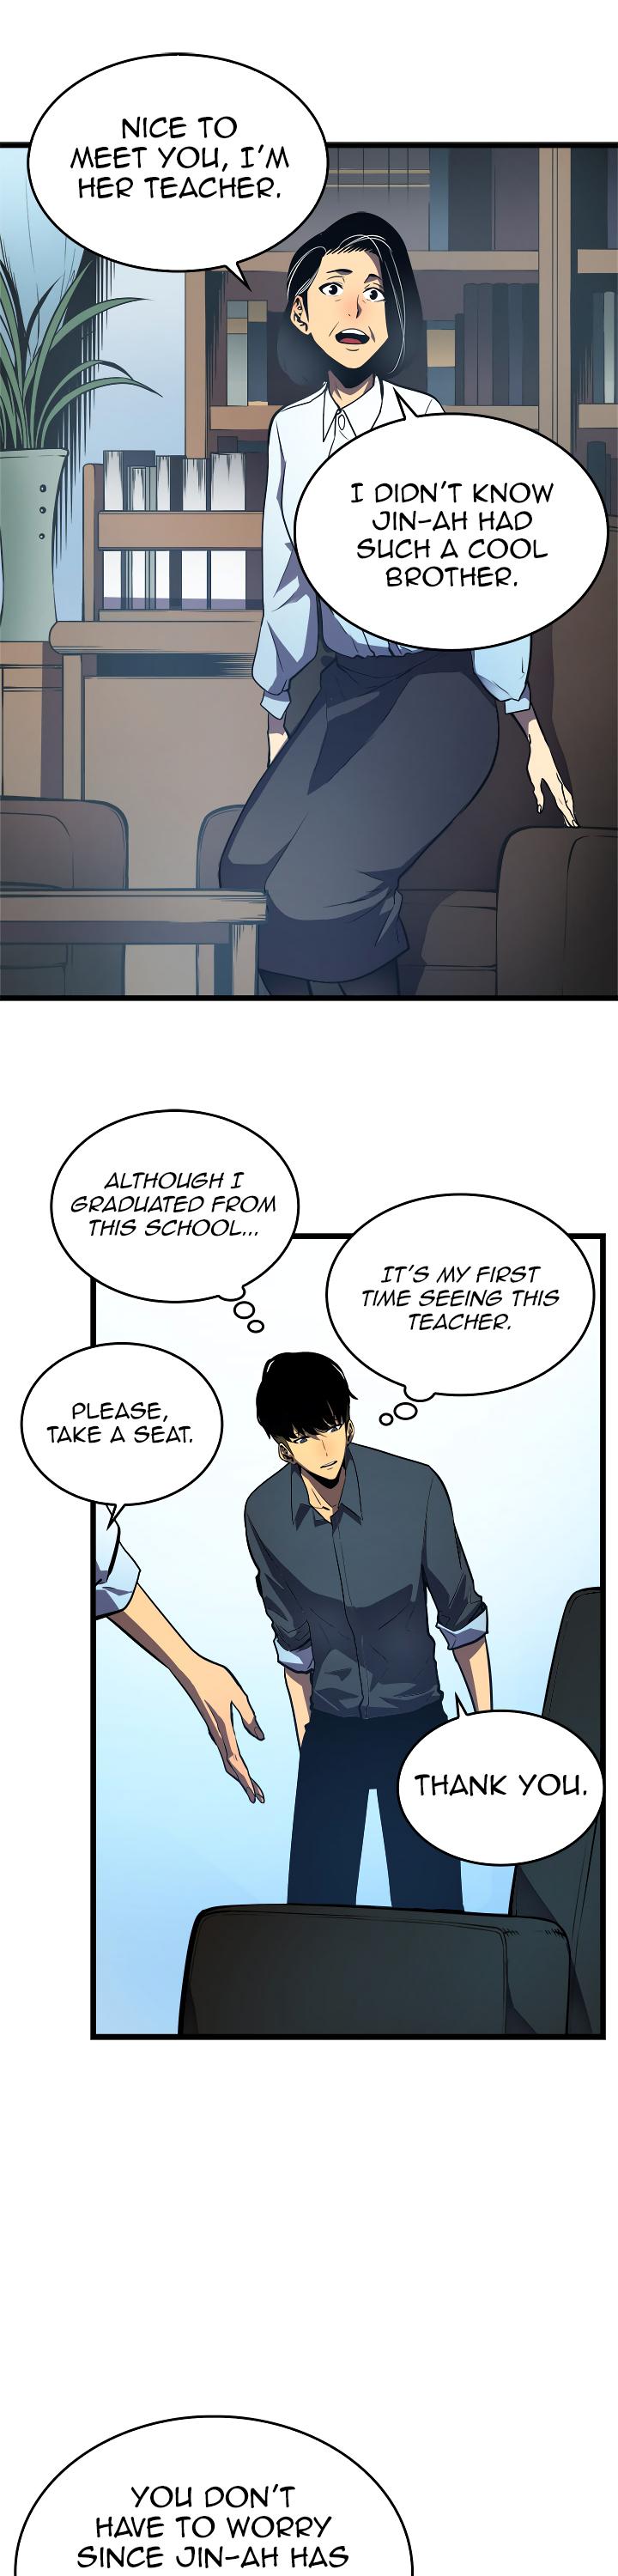 NICE TO
MEET YOU, I'M
HER TEACHER.
I DIDN'T KNOW
JIN-AH HAD
SUCH A COOL
BROTHER.
ALTHOUGH I
GRADUATED FROM
THIS SCHOOL...
IT'S MY FIRST
TIME SEEING THIS
TEACHER.
PLEASE,
TAKE A SEAT.
THANK YOU.
YOU DON'T
HAVE TO WORRY
SINCE JIN-AH HAS